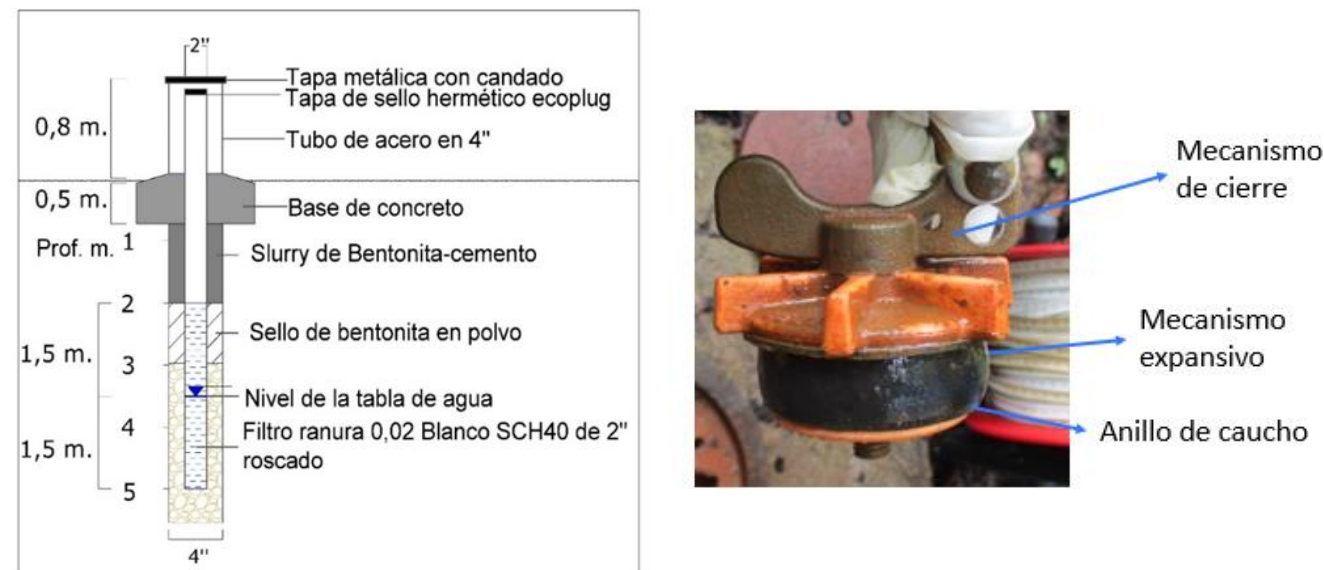 2"
Tapa metálica con candado
Tapa de sello hermético ecoplug
0,8 m.
Tubo de acero en 4"
0,5 m.
Base de concreto
Prof. m.
1
Slurry de Bentonita-cemento
2
Sello de bentonita en polvo
1,5 m.
3
Nivel de la tabla de agua
4
Filtro ranura 0,02 Blanco SCH40 de 2"
roscado
1,5 m.
5
4"
Mecanismo
de cierre
Mecanismo
expansivo
Anillo de caucho